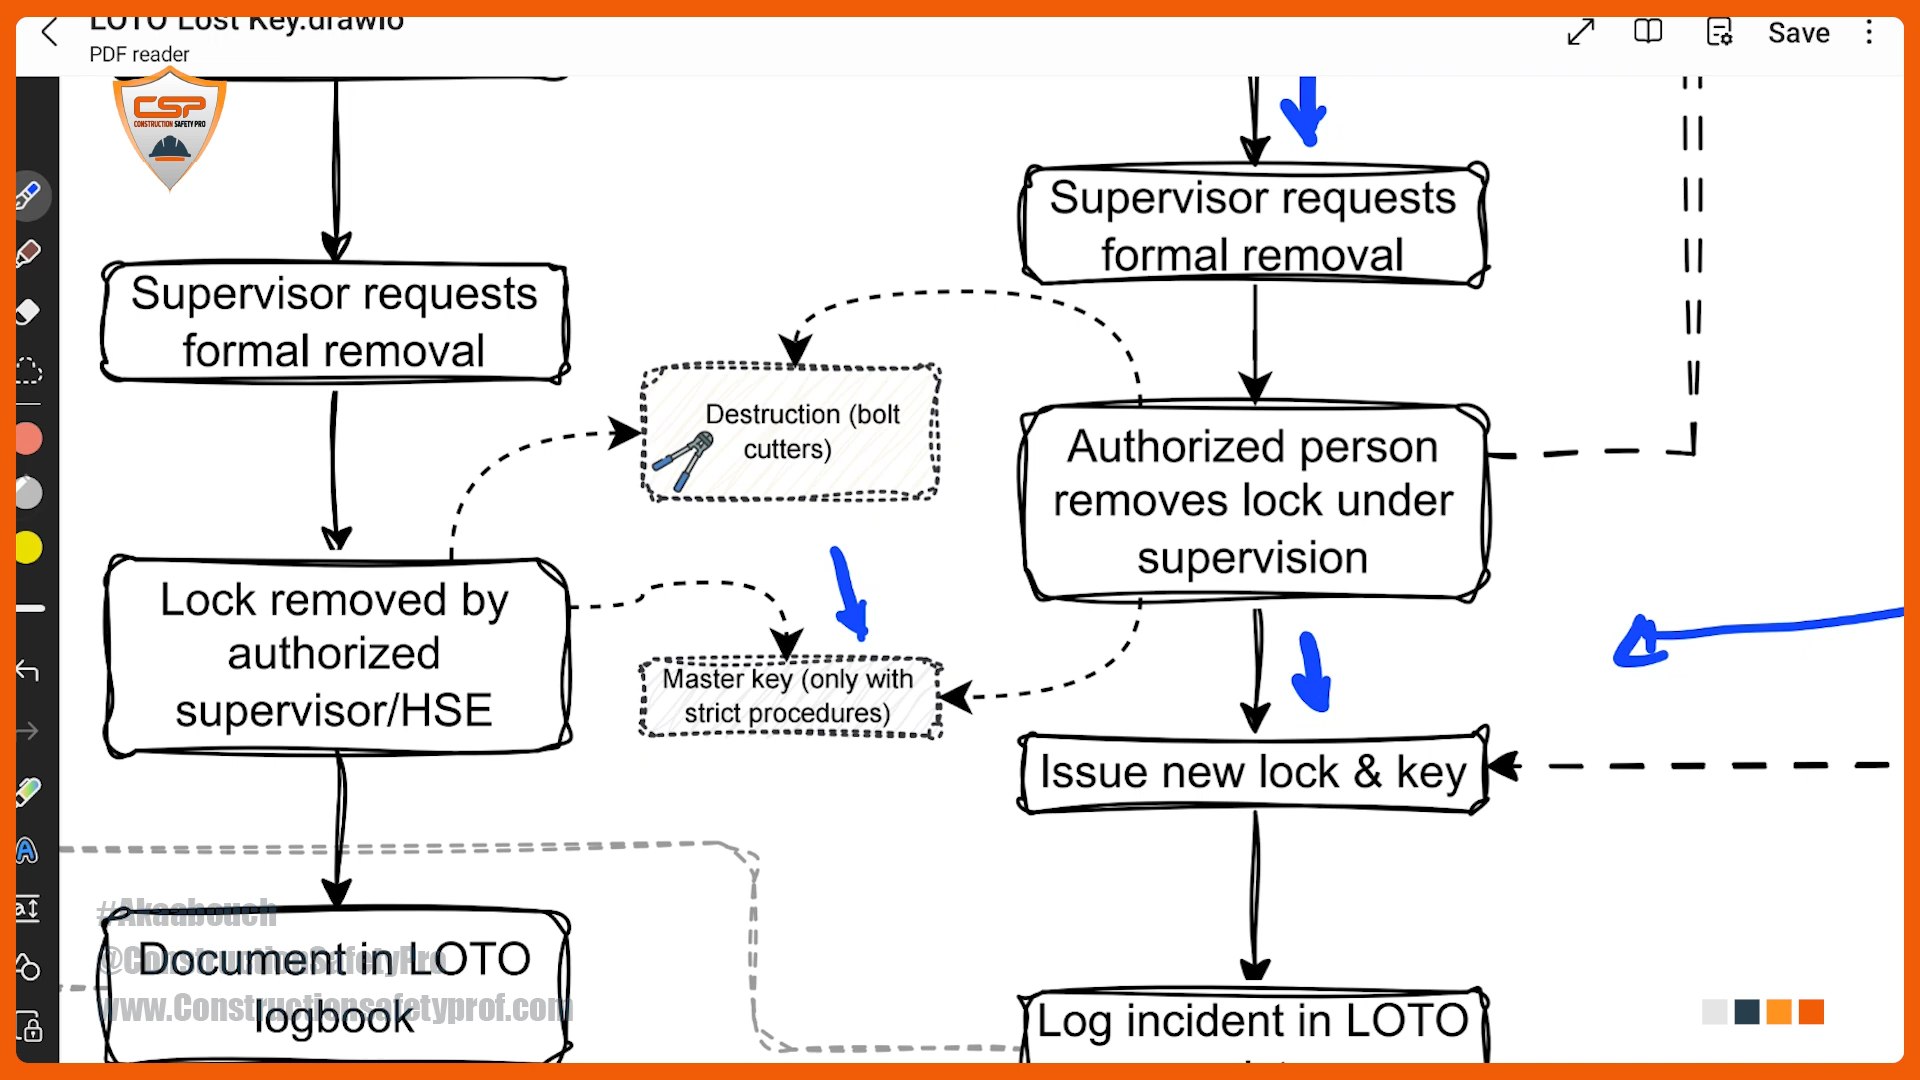 LOTO Lost Key.drawio
PDF reader
Save
CSP
CONSTRUCTION SAFETY PRO
Supervisor requests
formal removal
Supervisor requests
formal removal
Destruction (bolt
cutters)
Authorized person
removes lock under
supervision
Lock removed by
authorized
supervisor/HSE
Master key (only with
strict procedures)
Issue new lock & key
#Akaabouch
@ConstructionSafetyPro
www.Constructionsafetyprof.com
Document in LOTO
logbook
Log incident in LOTO